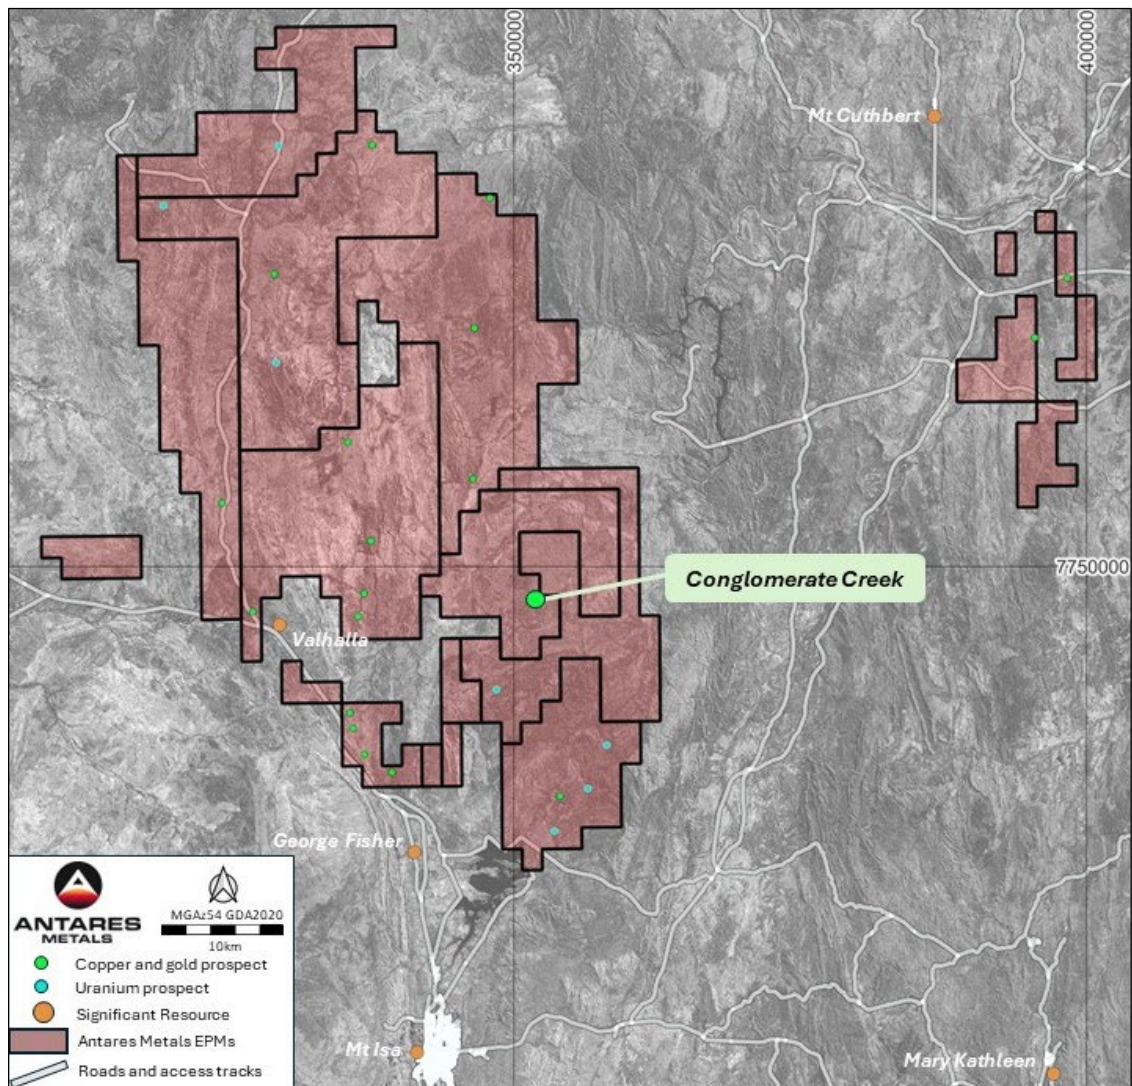 350000
400000
Mt Cuthbert
7750000
Conglomerate Creek
Valhalla
George Fisher
Mt Isa
Mary Kathleen
ANTARES
METALS
MGAz54 GDA2020
10km
Copper and gold prospect
Uranium prospect
Significant Resource
Antares Metals EPMs
Roads and access tracks